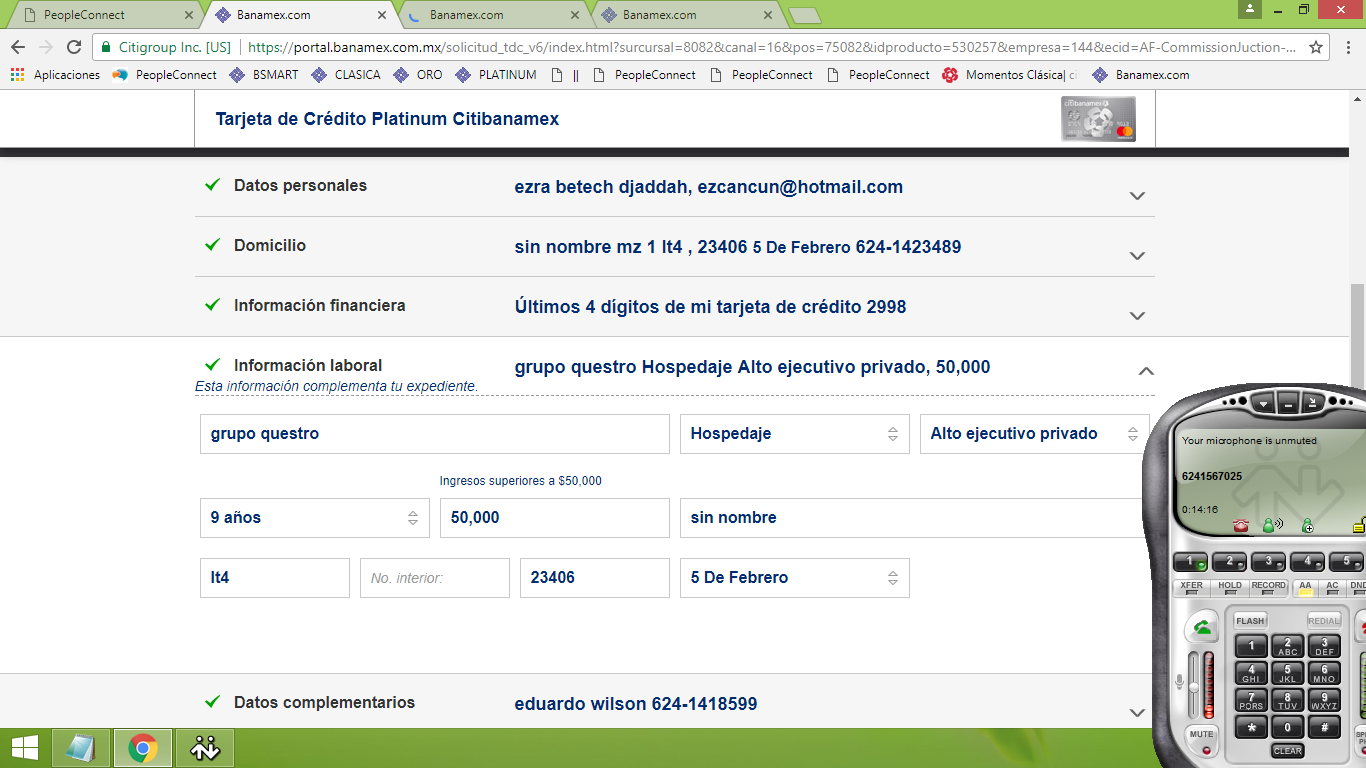 PeopleConnect
Banamex.com
Banamex.com
Banamex.com
Citigroup Inc. [US] https://portal.banamex.com.mx/solicitud_tdc_v6/index.html?surcursal=8082&canal=16&pos=75082&idproducto=530257&empresa=144&ecid=AF-CommissionJuction-...
Aplicaciones PeopleConnect BSMART CLASICA ORO PLATINUM || PeopleConnect PeopleConnect PeopleConnect Momentos Clásica| ci Banamex.com
Tarjeta de Crédito Platinum Citibanamex
citibanamex
Datos personales ezra betech djaddah, ezcancun@hotmail.com
Domicilio sin nombre mz 1 lt4 , 23406 5 De Febrero 624-1423489
Información financiera Últimos 4 dígitos de mi tarjeta de crédito 2998
Información laboral grupo questro Hospedaje Alto ejecutivo privado, 50,000
Esta información complementa tu expediente.
grupo questro Hospedaje Alto ejecutivo privado
Ingresos superiores a $50,000
9 años 50,000 sin nombre
lt4 No. interior: 23406 5 De Febrero
Datos complementarios eduardo wilson 624-1418599
Your microphone is unmuted
6241567025
0:14:16
1 2 3 4 5
XFER HOLD RECORD AA AC DND
FLASH REDIAL
1 2 ABC 3 DEF
4 GHI 5 JKL 6 MNO
7 PQRS 8 TUV 9 WXYZ
* 0 #
MUTE
CLEAR